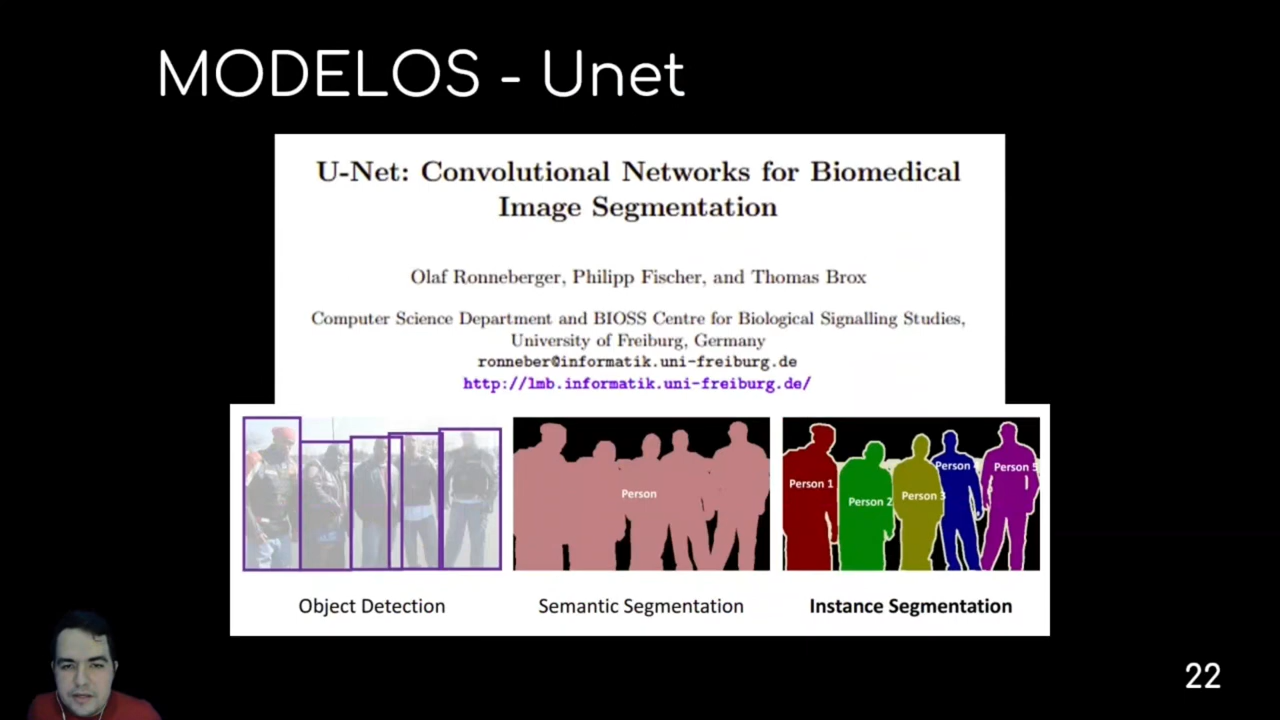 MODELOS - Unet
U-Net: Convolutional Networks for Biomedical
Image Segmentation
Olaf Ronneberger, Philipp Fischer, and Thomas Brox
Computer Science Department and BIOSS Centre for Biological Signalling Studies,
University of Freiburg, Germany
ronneber@informatik.uni-freiburg.de
http://lmb.informatik.uni-freiburg.de/
Person
Person 1
Person 2
Person 3
Person 4
Person 5
Object Detection
Semantic Segmentation
Instance Segmentation
22